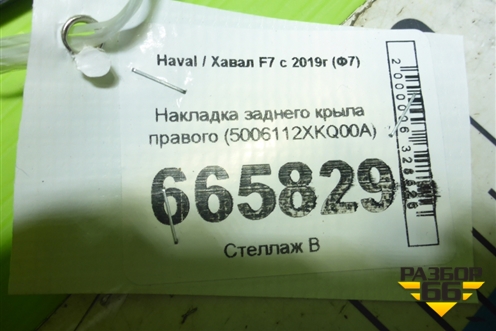 Haval / Хавал F7 с 2019г (Ф7)
Накладка заднего крыла
правого (5006112XKQ00A)
665829
Стеллаж В
РАЗБОР
66